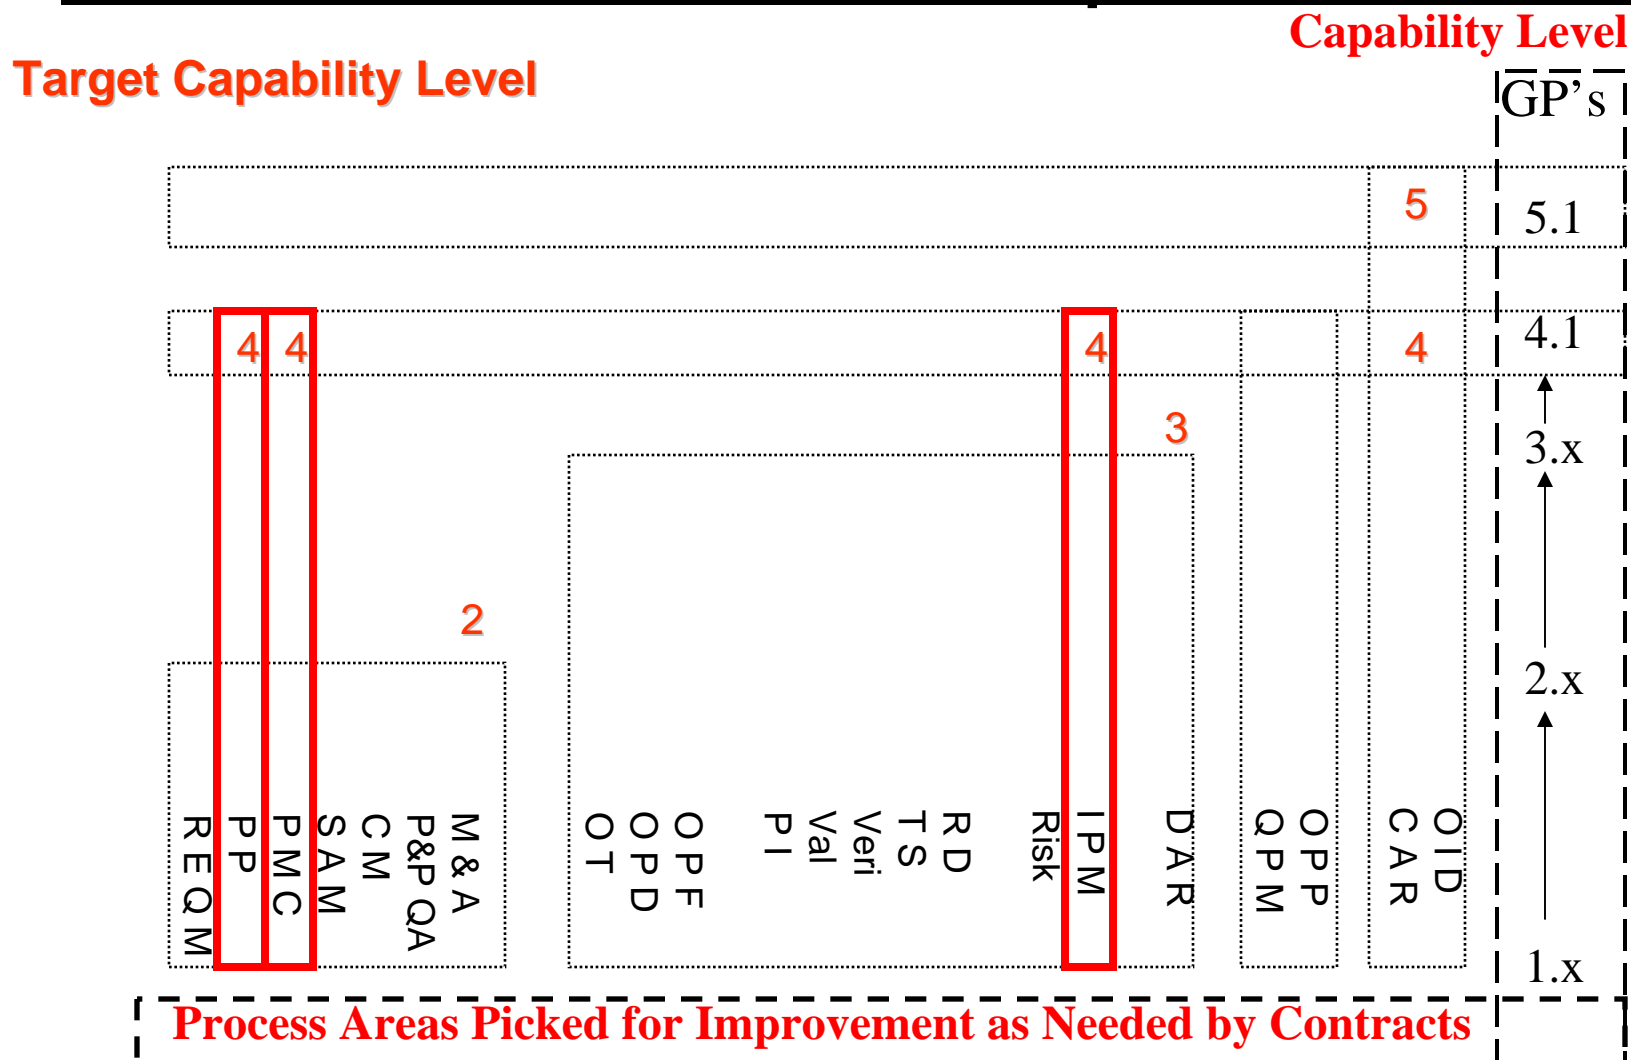 Capability Level
Target Capability Level
GP's
5
5.1
4
4
4
4
4.1
3
3.x
2
2.x
REQM
PP
PMC
SAM
CM
P&PQA
M&A
OT
OPD
OPF
PI
Val
Veri
TS
RD
Risk
IPM
DAR
QPM
OPP
CAR
OID
1.x
Process Areas Picked for Improvement as Needed by Contracts